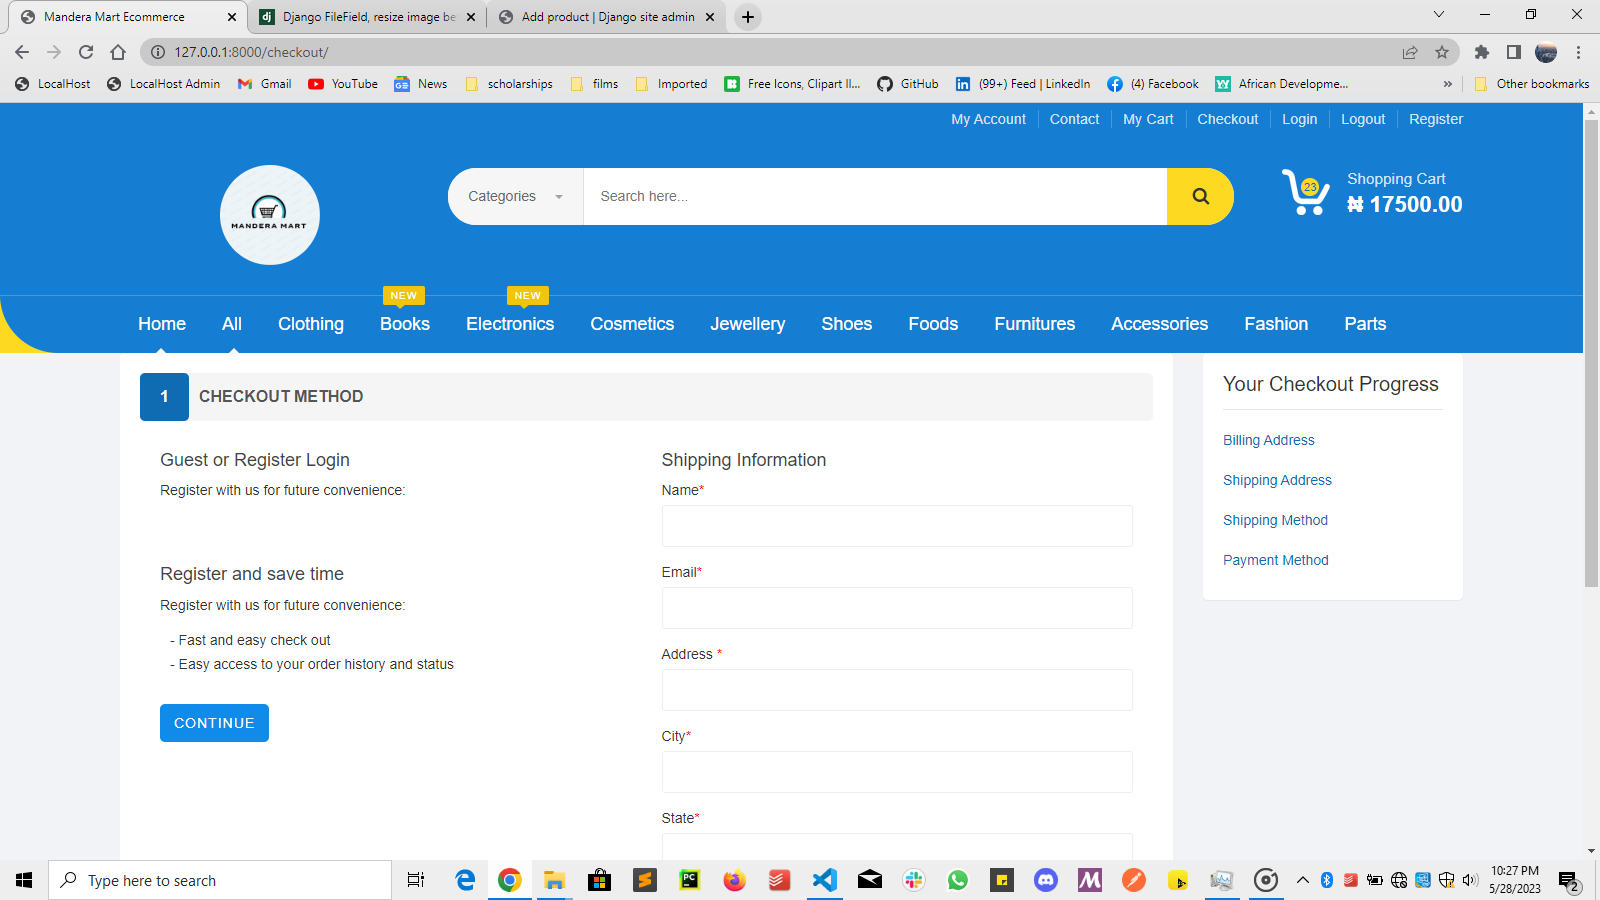 Mandera Mart Ecommerce
Django FileField, resize image be
Add product | Django site admin
127.0.0.1:8000/checkout/
LocalHost
LocalHost Admin
Gmail
YouTube
News
scholarships
films
Imported
Free Icons, Clipart Il...
GitHub
(99+) Feed | LinkedIn
(4) Facebook
African Developme...
»
Other bookmarks
My Account
Contact
My Cart
Checkout
Login
Logout
Register
MANDERA MART
Categories
Search here...
23
Shopping Cart
₦ 17500.00
NEW
NEW
Home
All
Clothing
Books
Electronics
Cosmetics
Jewellery
Shoes
Foods
Furnitures
Accessories
Fashion
Parts
1
CHECKOUT METHOD
Guest or Register Login
Register with us for future convenience:
Register and save time
Register with us for future convenience:
- Fast and easy check out
- Easy access to your order history and status
CONTINUE
Shipping Information
Name*
Email*
Address *
City*
State*
Your Checkout Progress
Billing Address
Shipping Address
Shipping Method
Payment Method
Type here to search
10:27 PM
5/28/2023
2